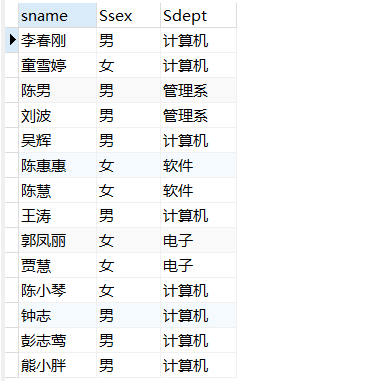 sname Ssex Sdept
李春刚 男 计算机
童雪婷 女 计算机
陈男 男 管理系
刘波 男 管理系
吴辉 男 计算机
陈惠惠 女 软件
陈慧 女 软件
王涛 男 计算机
郭凤丽 女 电子
贾慧 女 电子
陈小琴 女 计算机
钟志 男 计算机
彭志莺 男 计算机
熊小胖 男 计算机